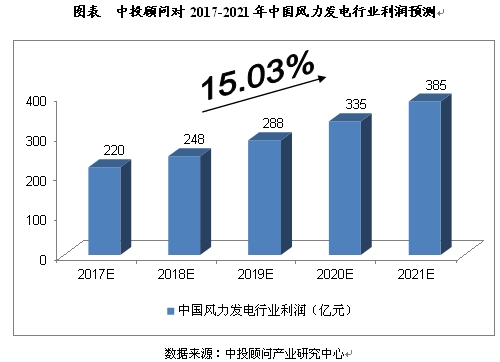 图表 中投顾问对 2017-2021 年中国风力发电行业利润预测
15.03%
400
300
200
100
0
220
248
288
335
385
2017E
2018E
2019E
2020E
2021E
中国风力发电行业利润（亿元）
数据来源：中投顾问产业研究中心